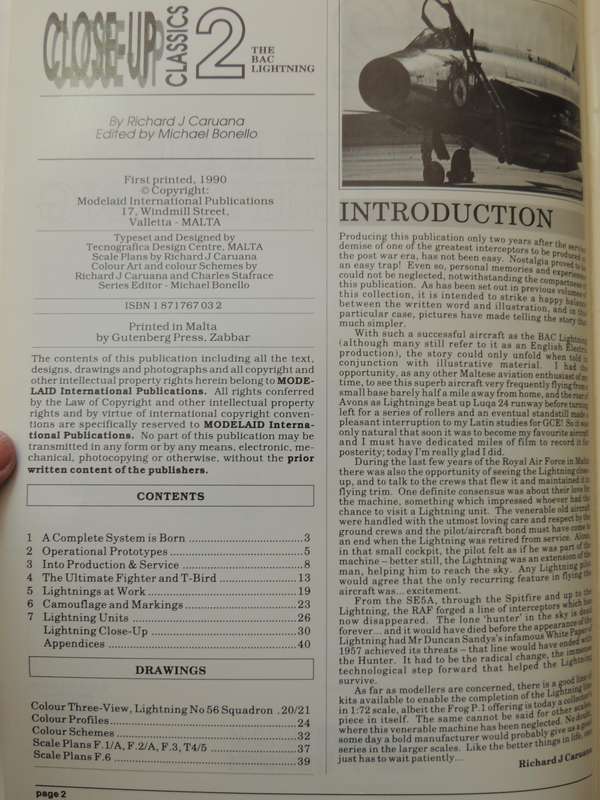 CLOSE-UP
CLASSICS
2
THE
BAC
LIGHTNING
By Richard J Caruana
Edited by Michael Bonello
First printed, 1990
© Copyright:
Modelaid International Publications
17, Windmill Street,
Valletta - MALTA
Typeset and Designed by
Tecnografica Design Centre, MALTA
Scale Plans by Richard J Caruana
Colour Art and colour Schemes by
Richard J Caruana and Charles Stafrace
Series Editor - Michael Bonello
ISBN 1 871767 03 2
Printed in Malta
by Gutenberg Press, Zabbar
The contents of this publication including all the text,
designs, drawings and photographs and all copyright and
other intellectual property rights herein belong to MODE-
LAID International Publications. All rights conferred
by the Law of Copyright and other intellectual property
rights and by virtue of international copyright conven-
tions are specifically reserved to MODELAID Interna-
tional Publications. No part of this publication may be
transmitted in any form or by any means, electronic, me-
chanical, photocopying or otherwise, without the prior
written content of the publishers.
CONTENTS
1 A Complete System is Born ................ 3
2 Operational Prototypes ................ 5
3 Into Production & Service ................ 8
4 The Ultimate Fighter and T-Bird ................ 13
5 Lightnings at Work ................ 19
6 Camouflage and Markings ................ 23
7 Lightning Units ................ 26
Lightning Close-Up ................ 30
Appendices ................ 40
DRAWINGS
Colour Three-View, Lightning No 56 Squadron . 20/21
Colour Profiles ................ 24
Colour Schemes ................ 32
Scale Plans F.1/A, F.2/A, F.3, T4/5 ................ 37
Scale Plans F.6 ................ 39
page 2
INTRODUCTION
Producing this publication only two years after the service
demise of one of the greatest interceptors to be produced in
the post war era, has not been easy. Nostalgia proved to be
an easy trap! Even so, personal memories and experiences
could not be neglected, notwithstanding the compactness of
this publication. As has been set out in previous volumes of
this collection, it is intended to strike a happy balance
between the written word and illustration, and in this
particular case, pictures have made telling the story that
much simpler.
With such a successful aircraft as the BAC Lightning
(although many still refer to it as an English Electric
production), the story could only unfold when told in
conjunction with illustrative material. I had the
opportunity, as any other Maltese aviation enthusiast of my
time, to see this superb aircraft very frequently flying from a
small base barely half a mile away from home, and the roar of
Avons as Lightnings beat up Luqa 24 runway before turning
left for a series of rollers and an eventual standstill made a
pleasant interruption to my Latin studies for GCE! So it was
only natural that soon it was to become my favourite aircraft
and I must have dedicated miles of film to record it for
posterity; today I'm really glad I did.
During the last few years of the Royal Air Force in Malta
there was also the opportunity of seeing the Lightning close
up, and to talk to the crews that flew it and maintained it in
flying trim. One definite consensus was about their love for
the machine, something which impressed whoever had the
chance to visit a Lightning unit. The venerable old aircraft
were handled with the utmost loving care and respect by the
ground crews and the pilot/aircraft bond must have come to
an end when the Lightning was retired from service. Alone
in that small cockpit, the pilot felt as if he was part of the
machine – better still, the Lightning was an extension of the
man, helping him to reach the sky. Any Lightning pilot
would agree that the only recurring feature in flying the
aircraft was... excitement.
From the SE5A, through the Spitfire and up to the
Lightning, the RAF forged a line of interceptors which has
now disappeared. The lone 'hunter' in the sky is dead
forever... and it would have died before the appearance of the
Lightning had Mr Duncan Sandys's infamous White Paper of
1957 achieved its threats – that line would have ended with
the Hunter. It had to be the radical change, the immense
technological step forward that helped the Lightning
survive.
As far as modellers are concerned, there is a good line of
kits available to enable the completion of the Lightning line
in 1:72 scale, albeit the Frog P.1 offering is today a collector's
piece in itself. The same cannot be said for other scales,
where this venerable machine has been neglected. No doubt,
some day a bold manufacturer would probably give us a good
series in the larger scales. Like the better things in life, one
just has to wait patiently...
Richard J Caruana